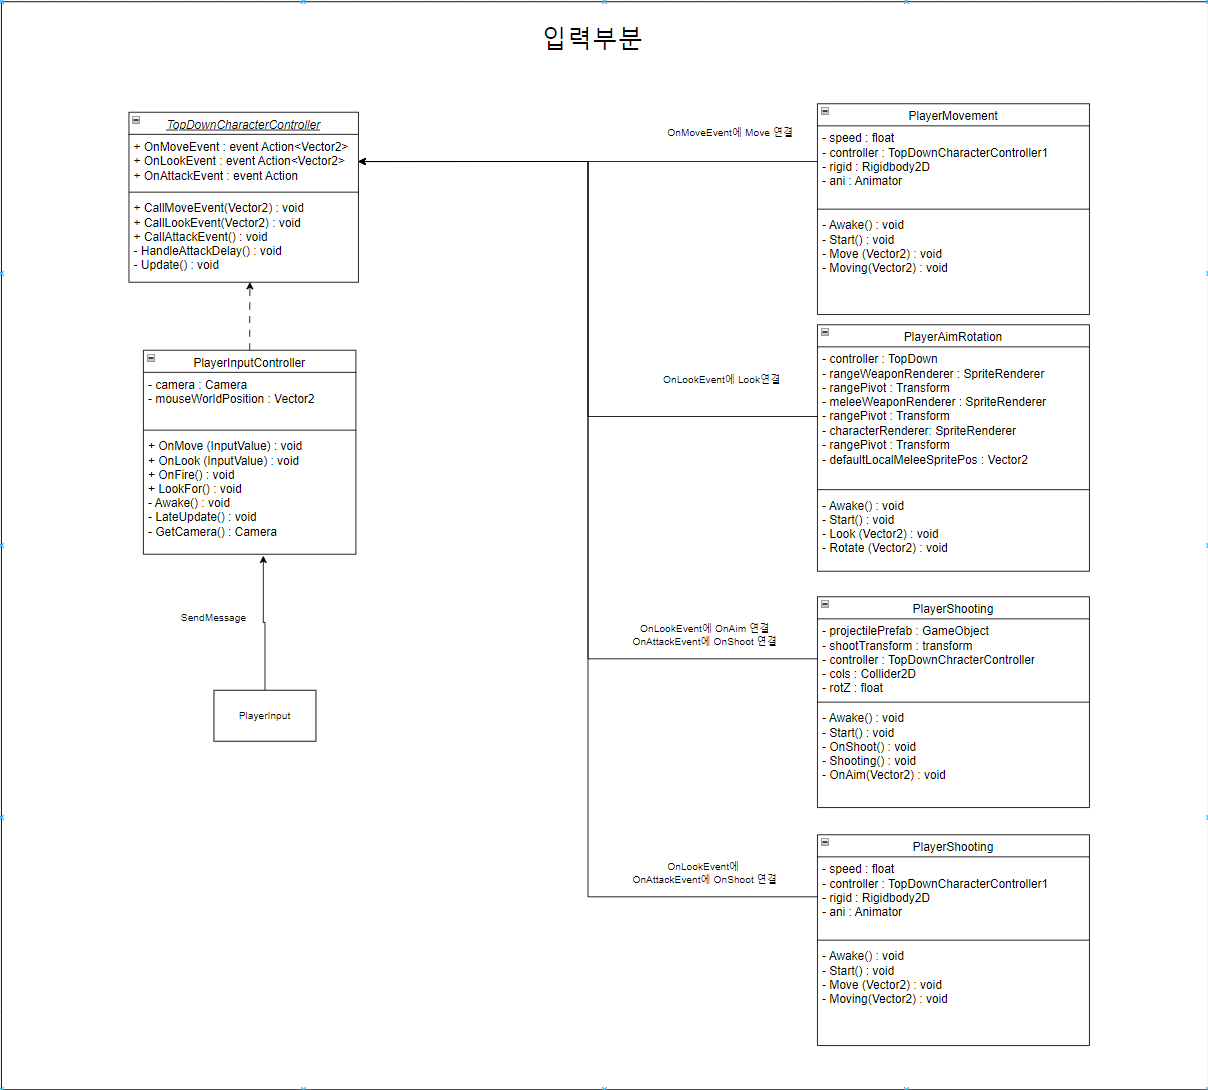 입력부분
TopDownCharacterController
+ OnMoveEvent : event Action<Vector2>
+ OnLookEvent : event Action<Vector2>
+ OnAttackEvent : event Action
+ CallMoveEvent(Vector2) : void
+ CallLookEvent(Vector2) : void
+ CallAttackEvent() : void
- HandleAttackDelay() : void
- Update() : void
PlayerInputController
- camera : Camera
- mouseWorldPosition : Vector2
+ OnMove (InputValue) : void
+ OnLook (InputValue) : void
+ OnFire() : void
+ LookFor() : void
- Awake() : void
- LateUpdate() : void
- GetCamera() : Camera
SendMessage
PlayerInput
OnMoveEvent에 Move 연결
PlayerMovement
- speed : float
- controller : TopDownCharacterController1
- rigid : Rigidbody2D
- ani : Animator
- Awake() : void
- Start() : void
- Move (Vector2) : void
- Moving(Vector2) : void
OnLookEvent에 Look연결
PlayerAimRotation
- controller : TopDown
- rangeWeaponRenderer : SpriteRenderer
- rangePivot : Transform
- meleeWeaponRenderer : SpriteRenderer
- rangePivot : Transform
- characterRenderer: SpriteRenderer
- rangePivot : Transform
- defaultLocalMeleeSpritePos : Vector2
- Awake() : void
- Start() : void
- Look (Vector2) : void
- Rotate (Vector2) : void
OnLookEvent에 OnAim 연결
OnAttackEvent에 OnShoot 연결
PlayerShooting
- projectilePrefab : GameObject
- shootTransform : transform
- controller : TopDownChracterController
- cols : Collider2D
- rotZ : float
- Awake() : void
- Start() : void
- OnShoot() : void
- Shooting() : void
- OnAim(Vector2) : void
OnLookEvent에
OnAttackEvent에 OnShoot 연결
PlayerShooting
- speed : float
- controller : TopDownCharacterController1
- rigid : Rigidbody2D
- ani : Animator
- Awake() : void
- Start() : void
- Move (Vector2) : void
- Moving(Vector2) : void